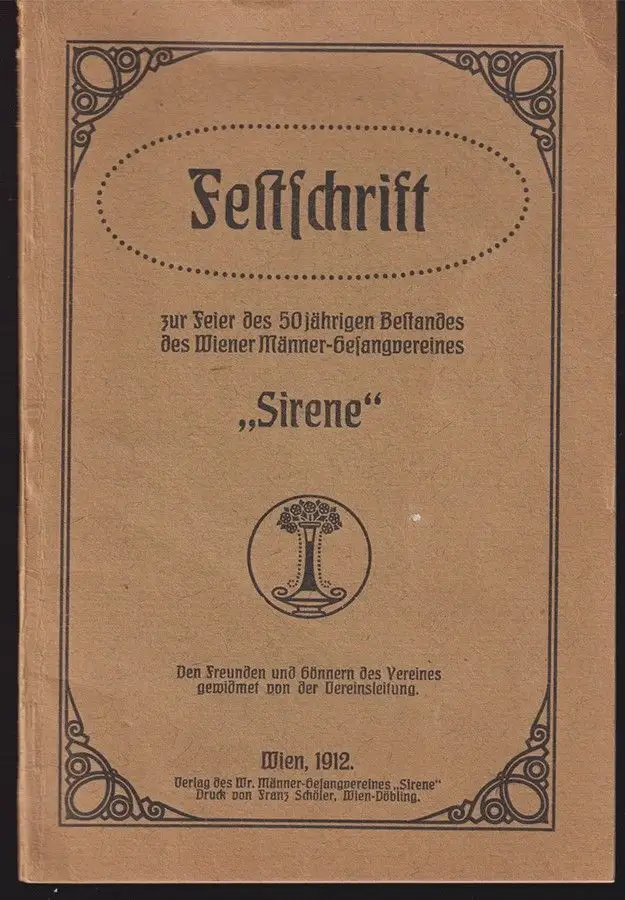 Festschrift
zur Feier des 50jährigen Bestandes
des Wiener Männer-Gesangvereines
„Sirene“
Den Freunden und Gönnern des Vereines
gewidmet von der Vereinsleitung.
Wien, 1912.
Verlag des Wr. Männer-Gesangvereines „Sirene“
Druck von Franz Schöler, Wien-Döbling.